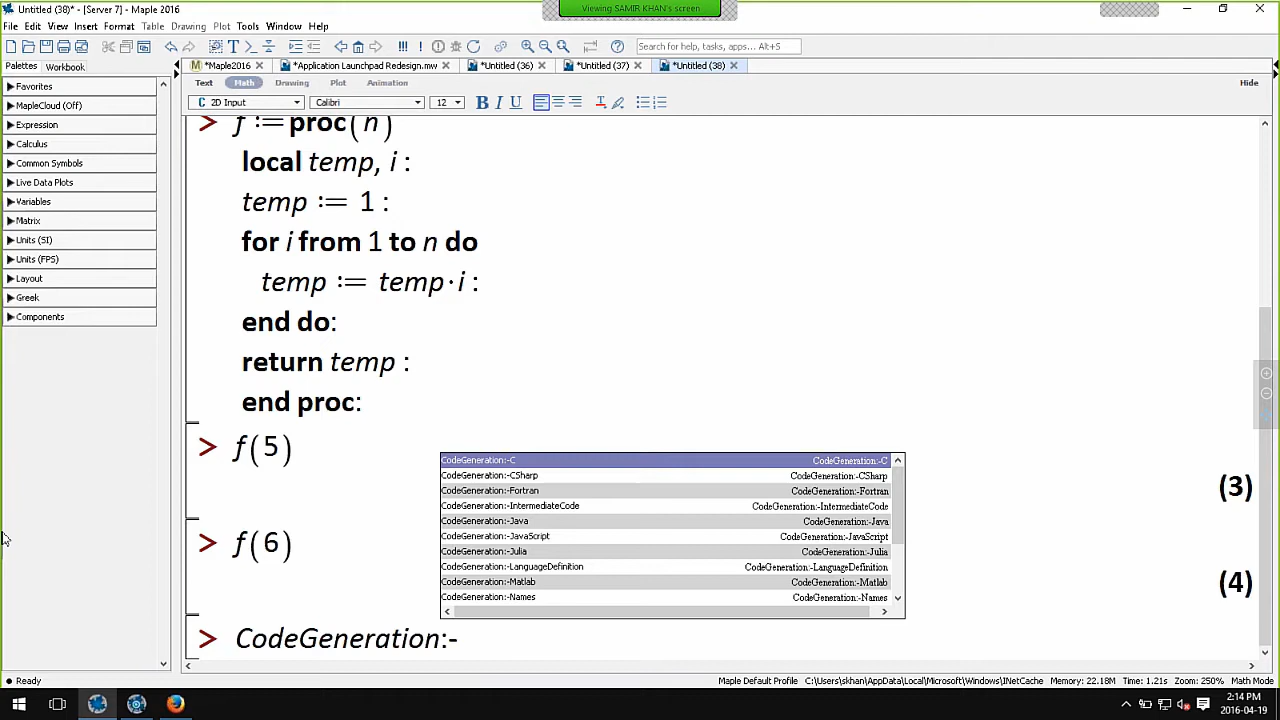 Untitled (38)* - [Server 7] - Maple 2016
Viewing SAMIR KHAN's screen
File Edit View Insert Format Table Drawing Plot Tools Window Help
Search for help, tasks, apps... Alt+S
Palettes Workbook
*Maple2016 *Application Launchpad Redesign.mw *Untitled (36) *Untitled (37) *Untitled (38)
Text Math Drawing Plot Animation Hide
2D Input Calibri 12 B I U
Favorites
MapleCloud (Off)
Expression
Calculus
Common Symbols
Live Data Plots
Variables
Matrix
Units (SI)
Units (FPS)
Layout
Greek
Components
> f := proc(n)
local temp, i :
temp := 1 :
for i from 1 to n do
temp := temp·i :
end do:
return temp :
end proc:
> f(5)
(3)
> f(6)
(4)
> CodeGeneration:-
CodeGeneration:-C CodeGeneration:-C
CodeGeneration:-CSharp CodeGeneration:-CSharp
CodeGeneration:-Fortran CodeGeneration:-Fortran
CodeGeneration:-IntermediateCode CodeGeneration:-IntermediateCode
CodeGeneration:-Java CodeGeneration:-Java
CodeGeneration:-JavaScript CodeGeneration:-JavaScript
CodeGeneration:-Julia CodeGeneration:-Julia
CodeGeneration:-LanguageDefinition CodeGeneration:-LanguageDefinition
CodeGeneration:-Matlab CodeGeneration:-Matlab
CodeGeneration:-Names CodeGeneration:-Names
Ready
Maple Default Profile C:\Users\skhan\AppData\Local\Microsoft\Windows\INetCache Memory: 22.18M Time: 1.21s Zoom: 250% Math Mode
2:14 PM
2016-04-19